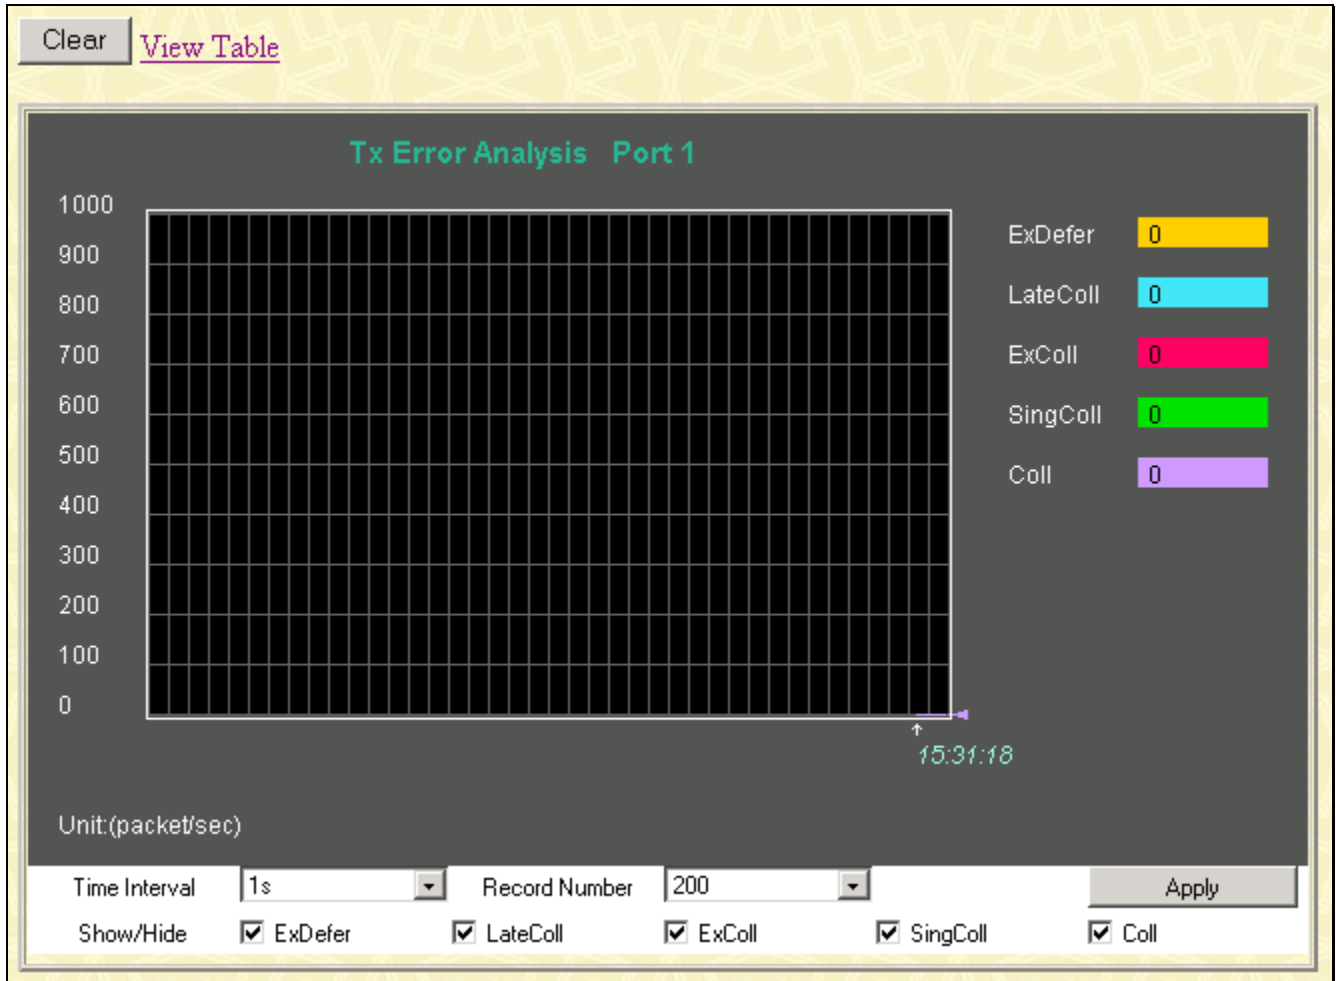 Clear View Table
Tx Error Analysis Port 1
1000
900
800
700
600
500
400
300
200
100
0
ExDefer 0
LateColl 0
ExColl 0
SingColl 0
Coll 0
15:31:18
Unit:(packet/sec)
Time Interval 1s Record Number 200 Apply
Show/Hide ExDefer LateColl ExColl SingColl Coll